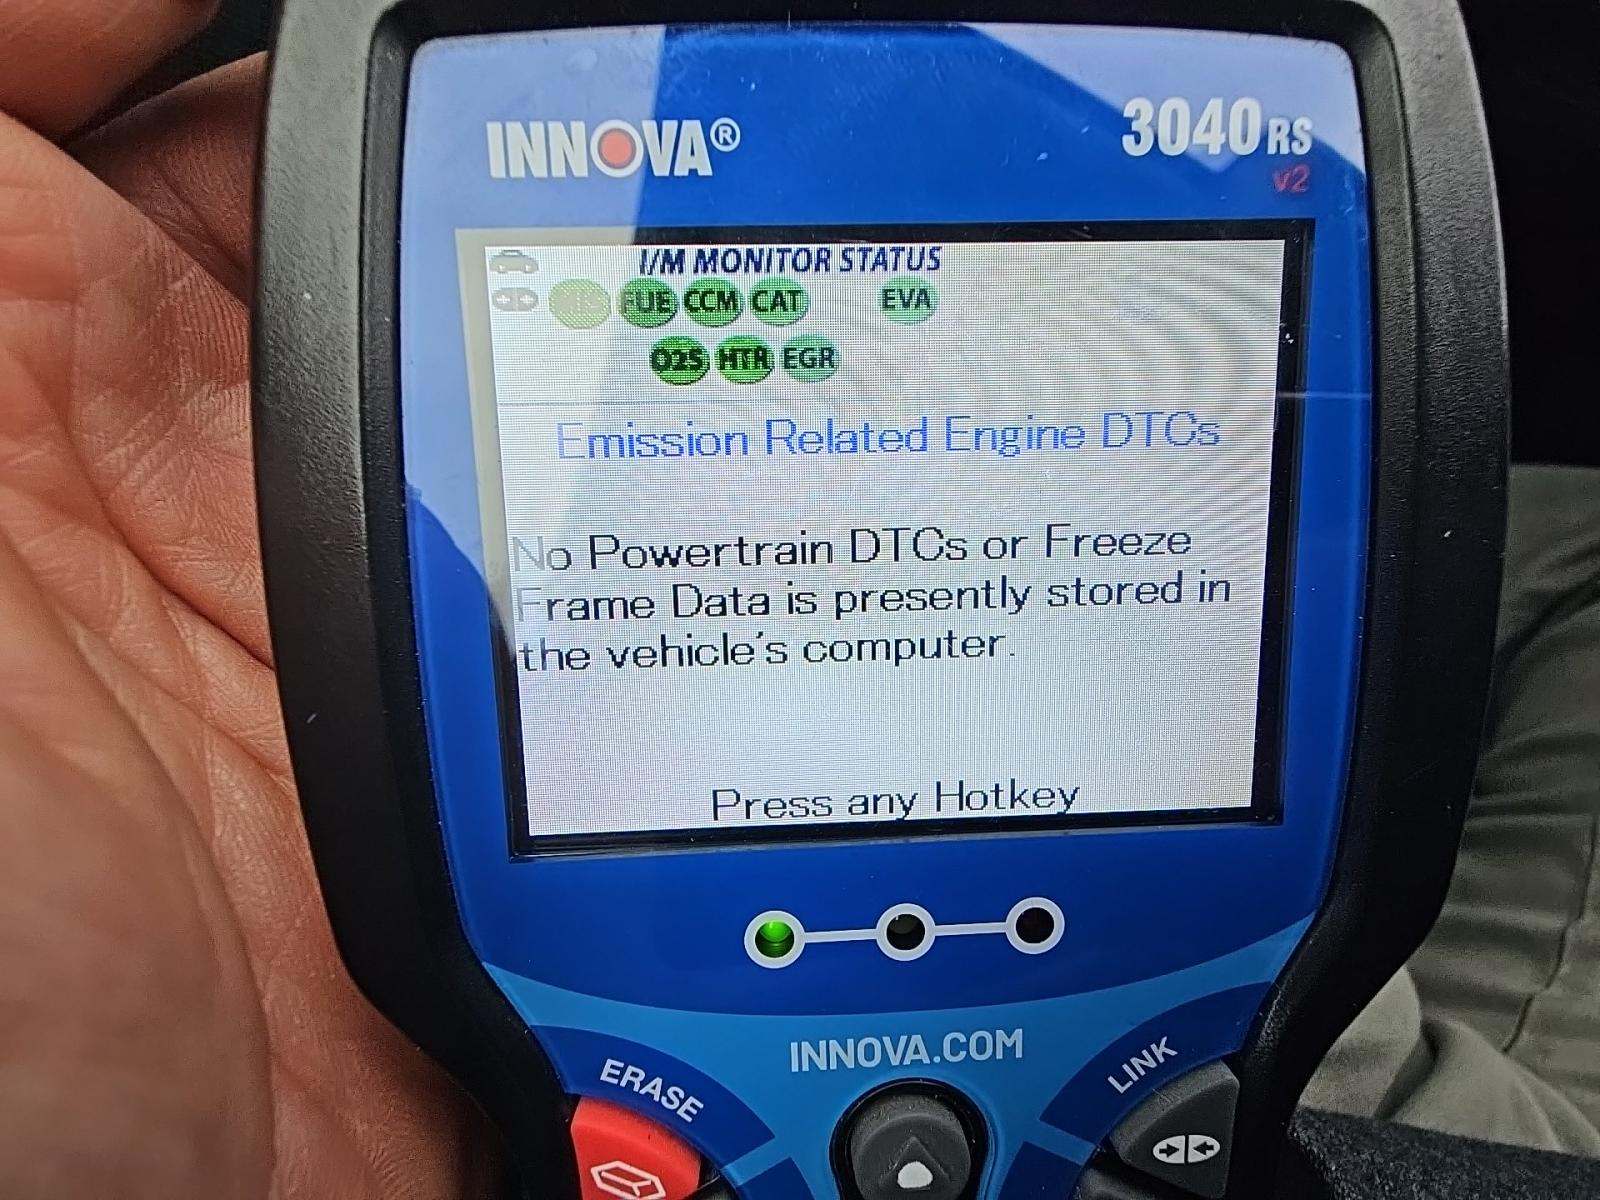 INNOVA®
3040RS
v2
I/M MONITOR STATUS
MIS FUE CCM CAT EVA
O2S HTR EGR
Emission Related Engine DTCs
No Powertrain DTCs or Freeze
Frame Data is presently stored in
the vehicle's computer.
Press any Hotkey
INNOVA.COM
ERASE
LINK